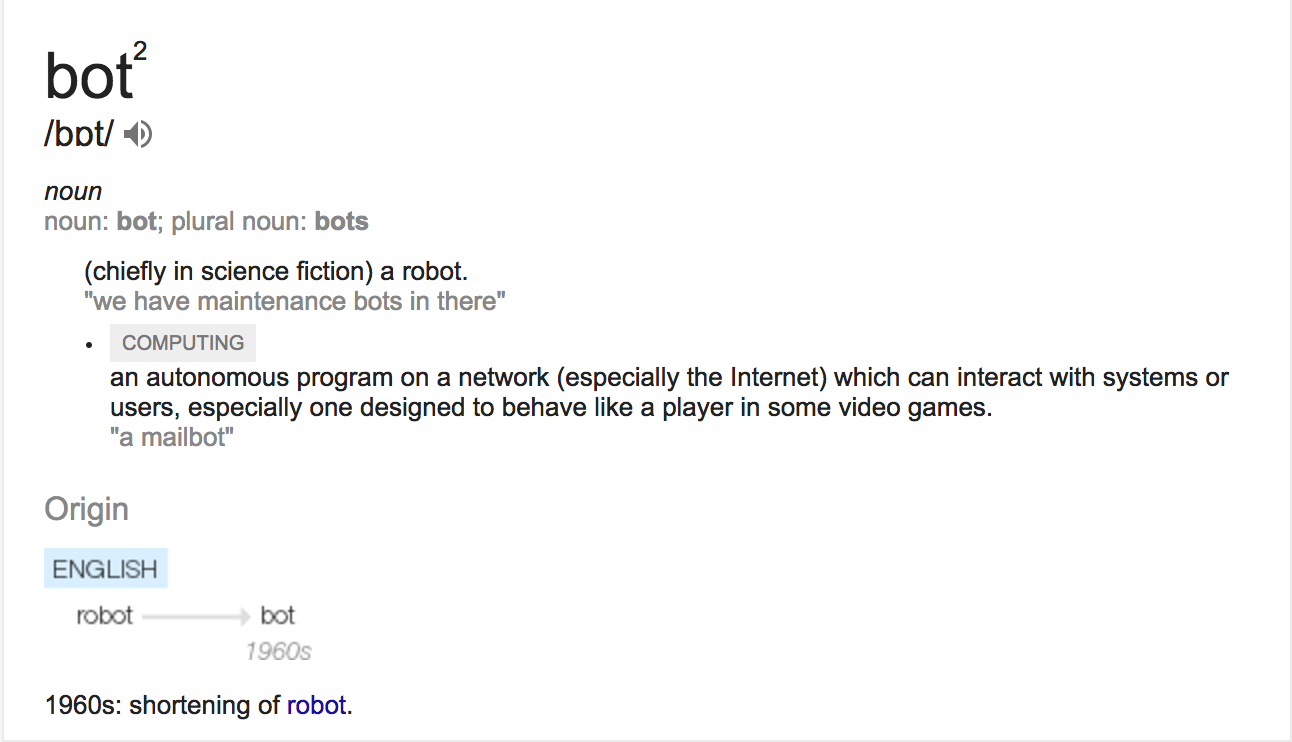 bot²
/bɒt/
noun
noun: bot; plural noun: bots
(chiefly in science fiction) a robot.
"we have maintenance bots in there"
• COMPUTING
an autonomous program on a network (especially the Internet) which can interact with systems or
users, especially one designed to behave like a player in some video games.
"a mailbot"
Origin
ENGLISH
robot bot
1960s
1960s: shortening of robot.